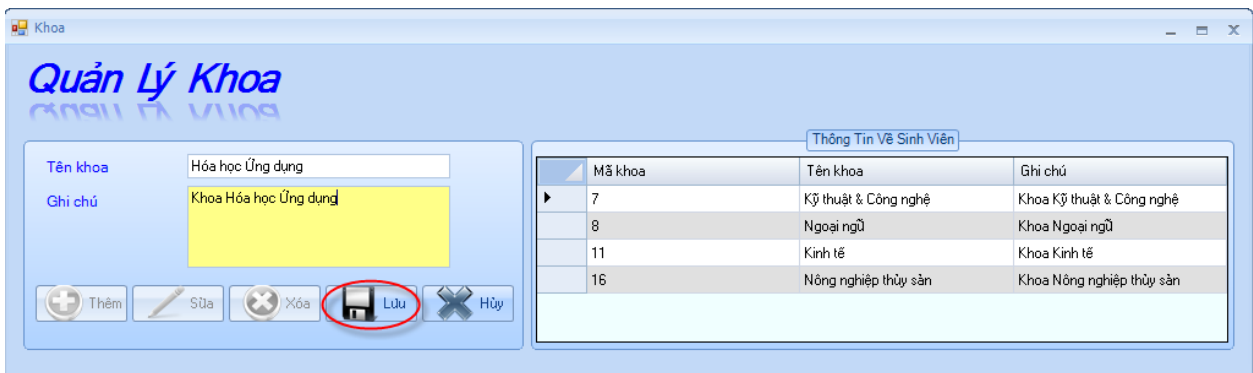 Khoa
Quản Lý Khoa
Tên khoa Hóa học Ứng dụng
Ghi chú Khoa Hóa học Ứng dụng
Thêm Sửa Xóa Lưu Hủy
Thông Tin Về Sinh Viên
Mã khoa Tên khoa Ghi chú
7 Kỹ thuật & Công nghệ Khoa Kỹ thuật & Công nghệ
8 Ngoại ngũ Khoa Ngoại ngũ
11 Kinh tế Khoa Kinh tế
16 Nông nghiệp thủy sản Khoa Nông nghiệp thủy sản